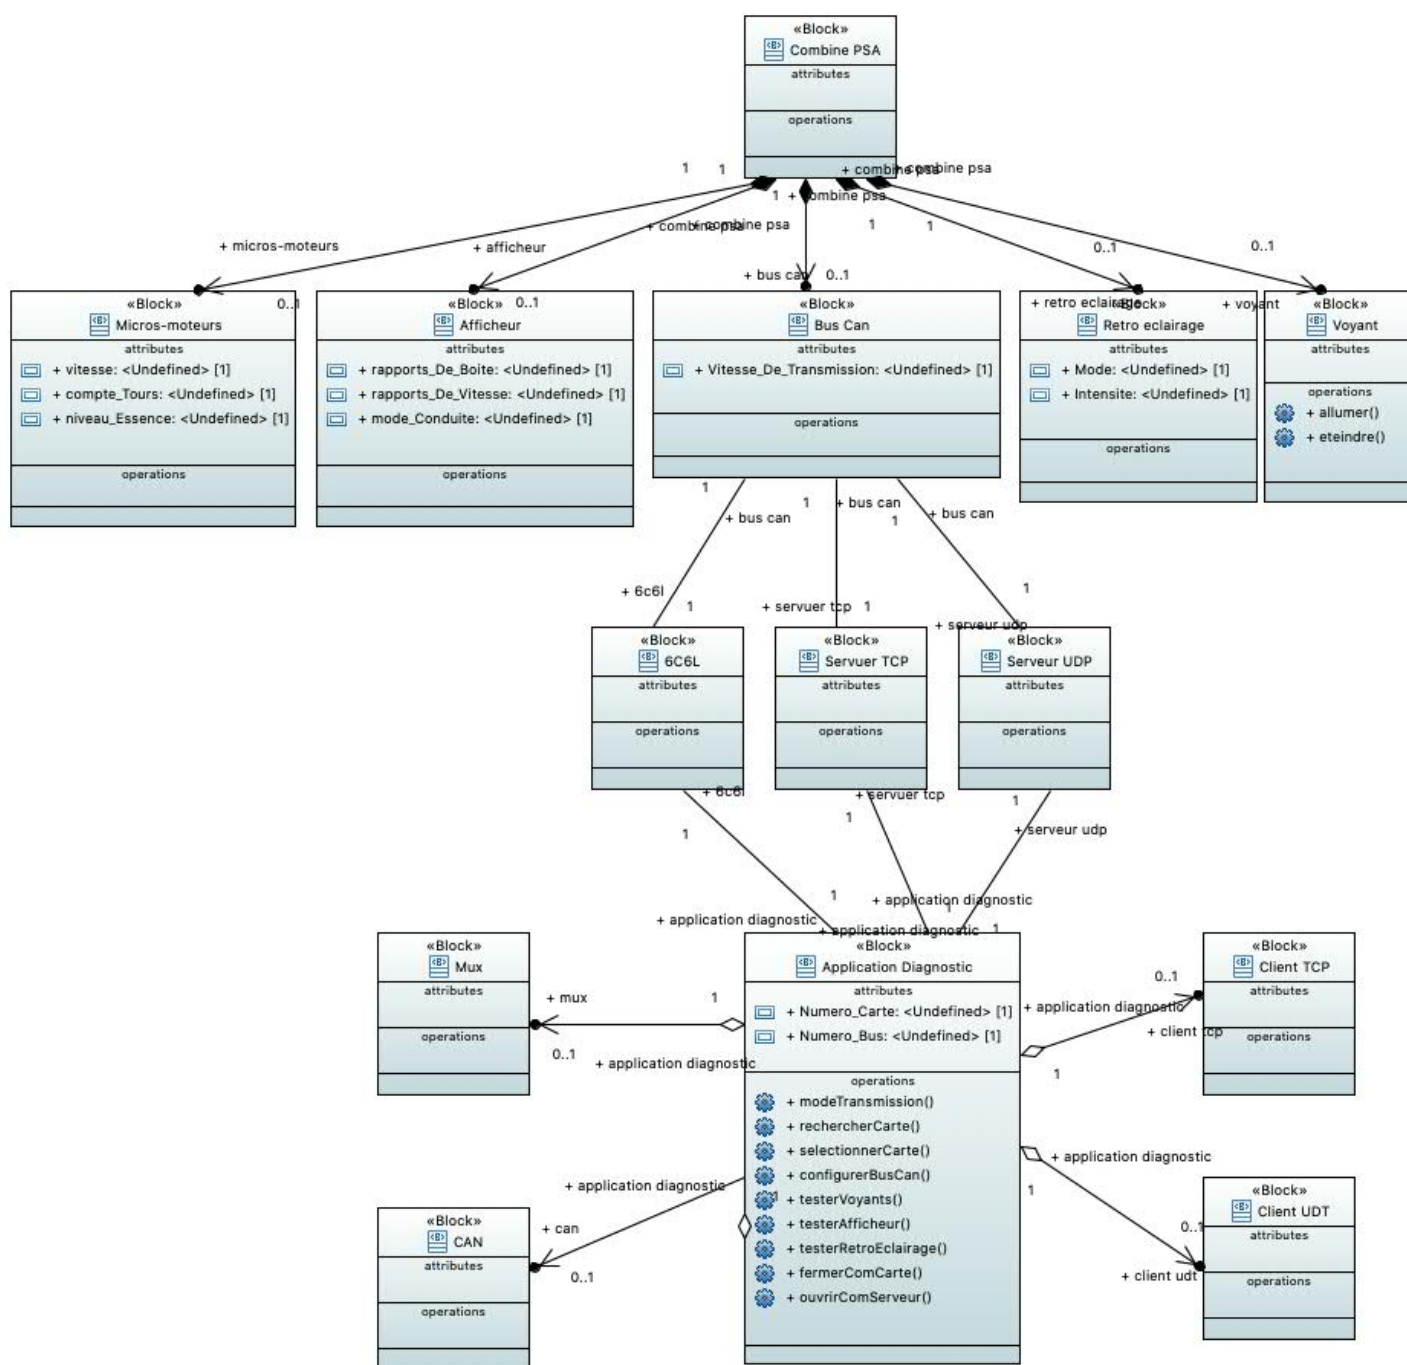 «Block»
Combine PSA
attributes
operations
1
1
+ combine psa
+ combine psa
1
+ combine psa
+ combine psa
+ combine psa
1
1
+ micros-moteurs
+ afficheur
+ bus can
0..1
0..1
0..1
0..1
0..1
+ retro eclairage
+ voyant
«Block»
Micros-moteurs
attributes
+ vitesse: <Undefined> [1]
+ compte_Tours: <Undefined> [1]
+ niveau_Essence: <Undefined> [1]
operations
«Block»
Afficheur
attributes
+ rapports_De_Boite: <Undefined> [1]
+ rapports_De_Vitesse: <Undefined> [1]
+ mode_Conduite: <Undefined> [1]
operations
«Block»
Bus Can
attributes
+ Vitesse_De_Transmission: <Undefined> [1]
operations
«Block»
Retro eclairage
attributes
+ Mode: <Undefined> [1]
+ Intensite: <Undefined> [1]
operations
«Block»
Voyant
attributes
operations
+ allumer()
+ eteindre()
1
+ bus can
1
+ bus can
1
+ bus can
+ 6c6l
1
+ servuer tcp
1
+ serveur udp
1
«Block»
6C6L
attributes
operations
«Block»
Servuer TCP
attributes
operations
«Block»
Serveur UDP
attributes
operations
+ 6c6l
1
+ servuer tcp
1
+ serveur udp
1
1
+ application diagnostic
1
+ application diagnostic
1
+ application diagnostic
«Block»
Mux
attributes
operations
+ mux
0..1
1
+ application diagnostic
«Block»
Application Diagnostic
attributes
+ Numero_Carte: <Undefined> [1]
+ Numero_Bus: <Undefined> [1]
operations
+ modeTransmission()
+ rechercherCarte()
+ selectionnerCarte()
+ configurerBusCan()
+ testerVoyants()
+ testerAfficheur()
+ testerRetroEclairage()
+ fermerComCarte()
+ ouvrirComServeur()
0..1
+ application diagnostic
+ client tcp
1
«Block»
Client TCP
attributes
operations
+ application diagnostic
1
0..1
+ client udt
«Block»
Client UDT
attributes
operations
+ application diagnostic
1
+ can
0..1
«Block»
CAN
attributes
operations